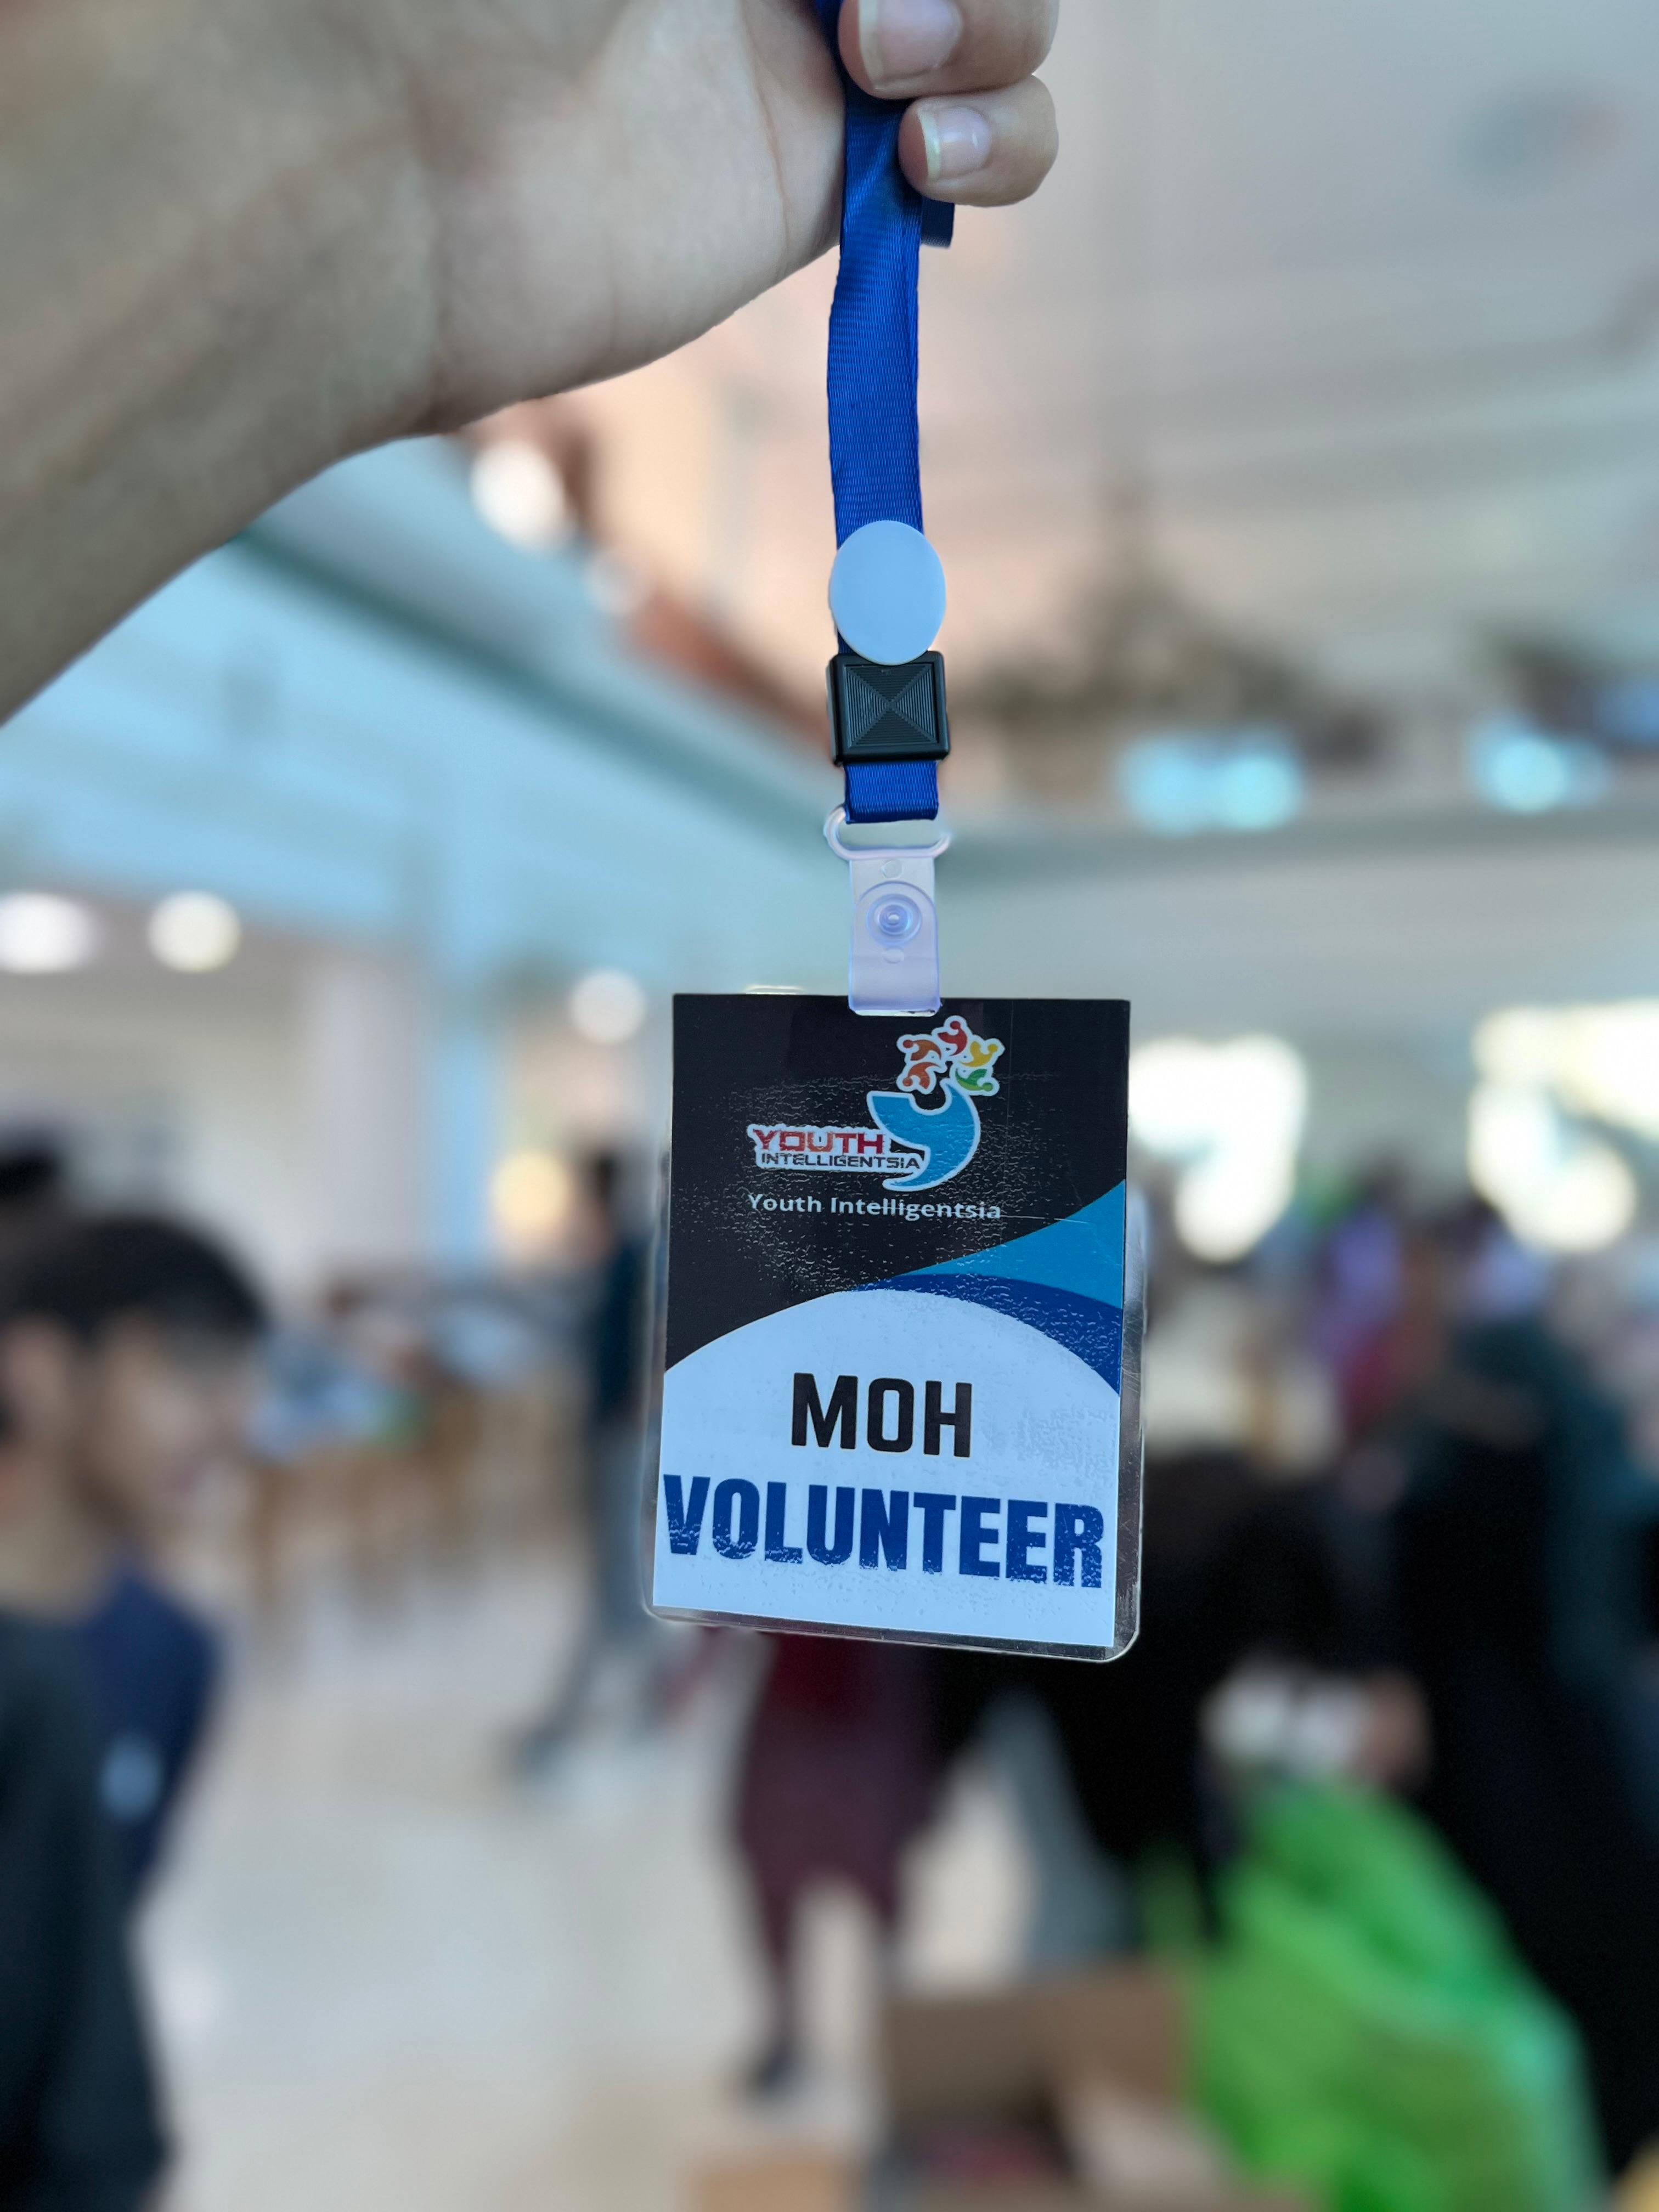 YOUTH
INTELLIGENTSIA
Youth Intelligentsia
MOH
VOLUNTEER